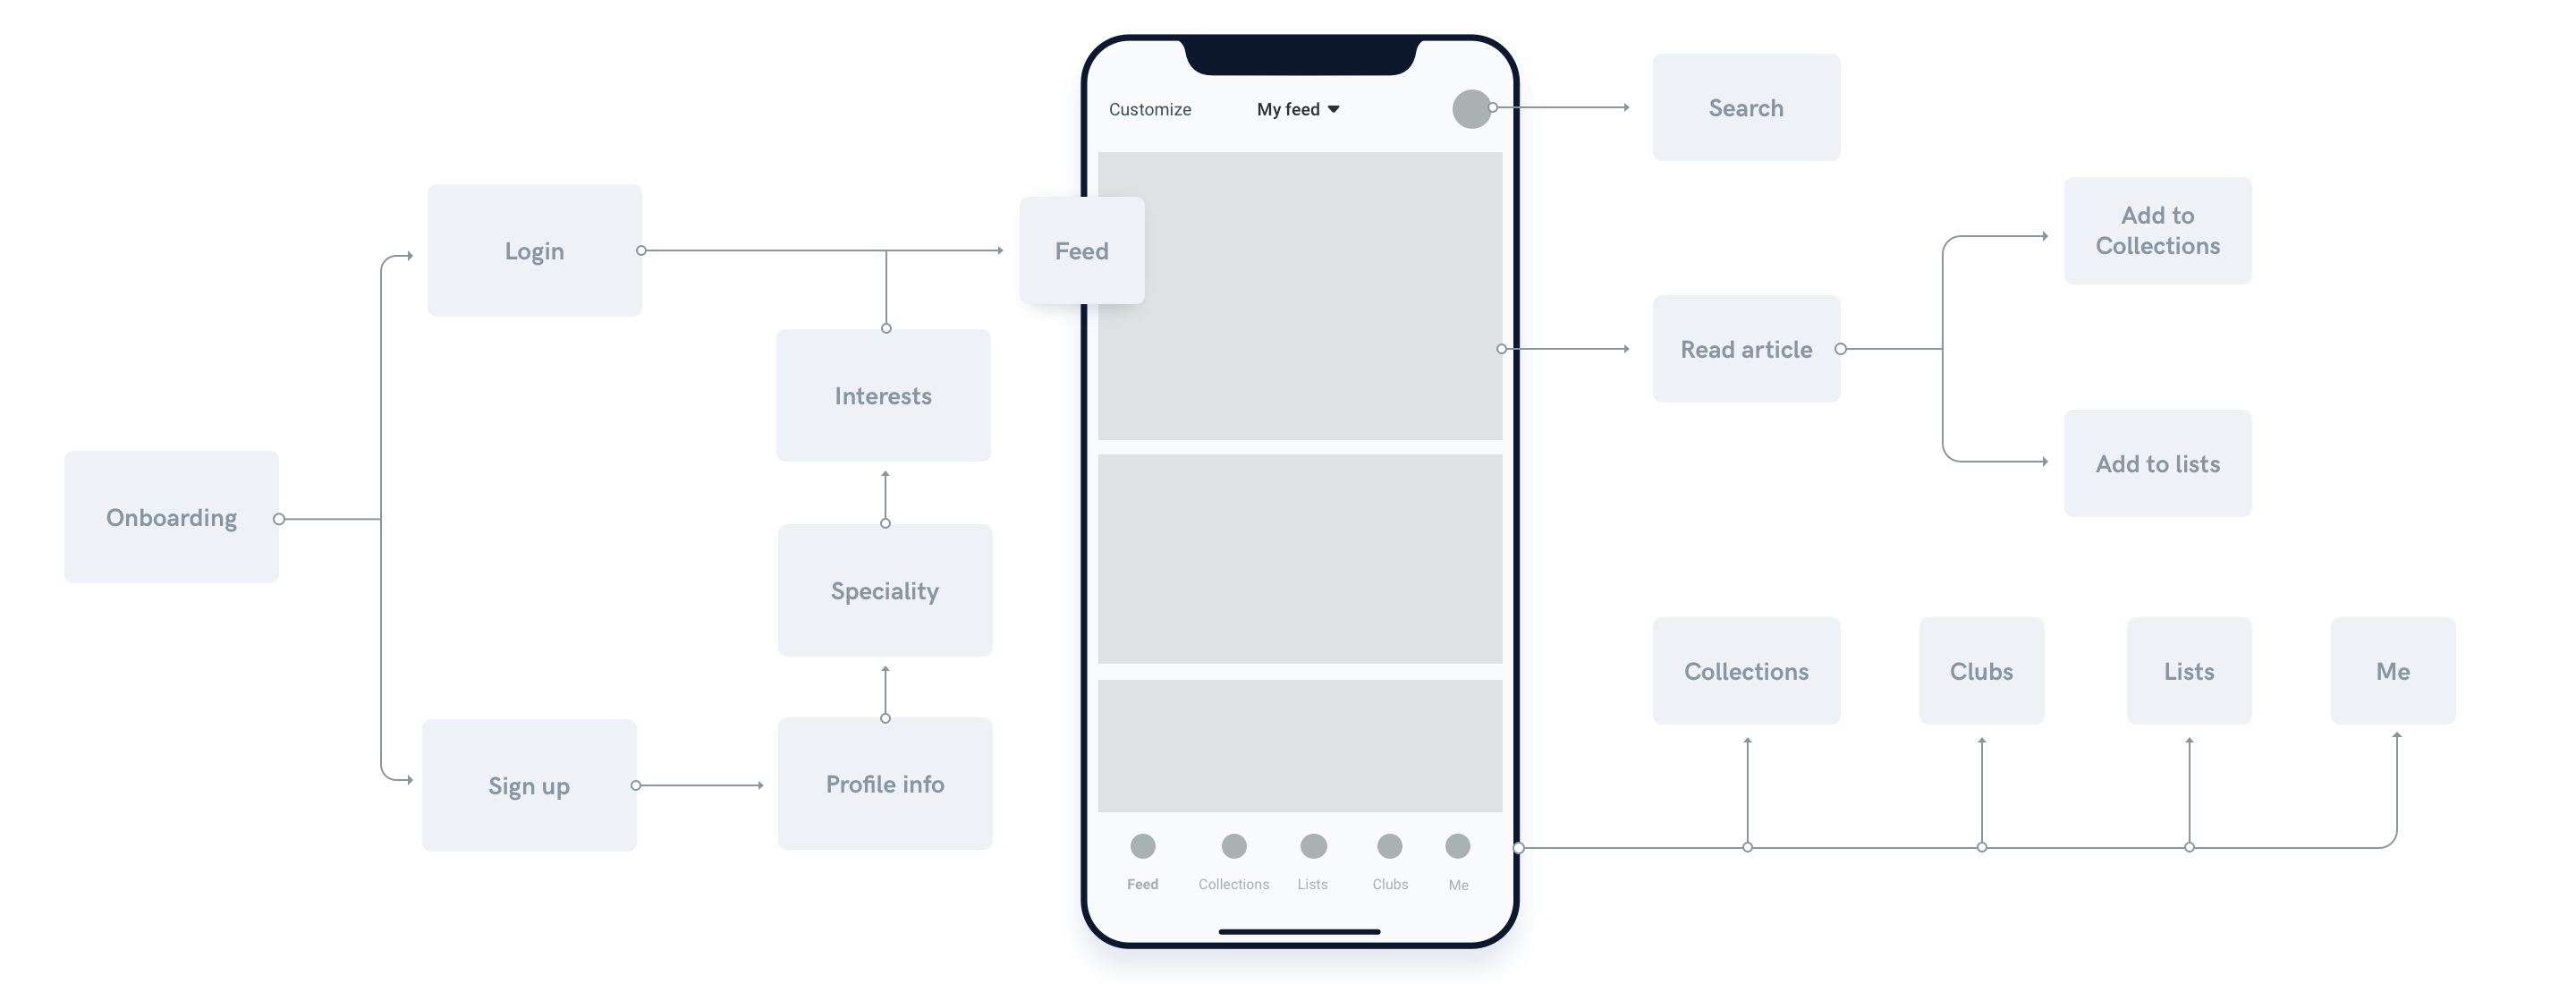 Customize
My feed
Search
Add to
Collections
Login
Feed
Read article
Interests
Add to lists
Onboarding
Speciality
Collections
Clubs
Lists
Me
Sign up
Profile info
Feed
Collections
Lists
Clubs
Me